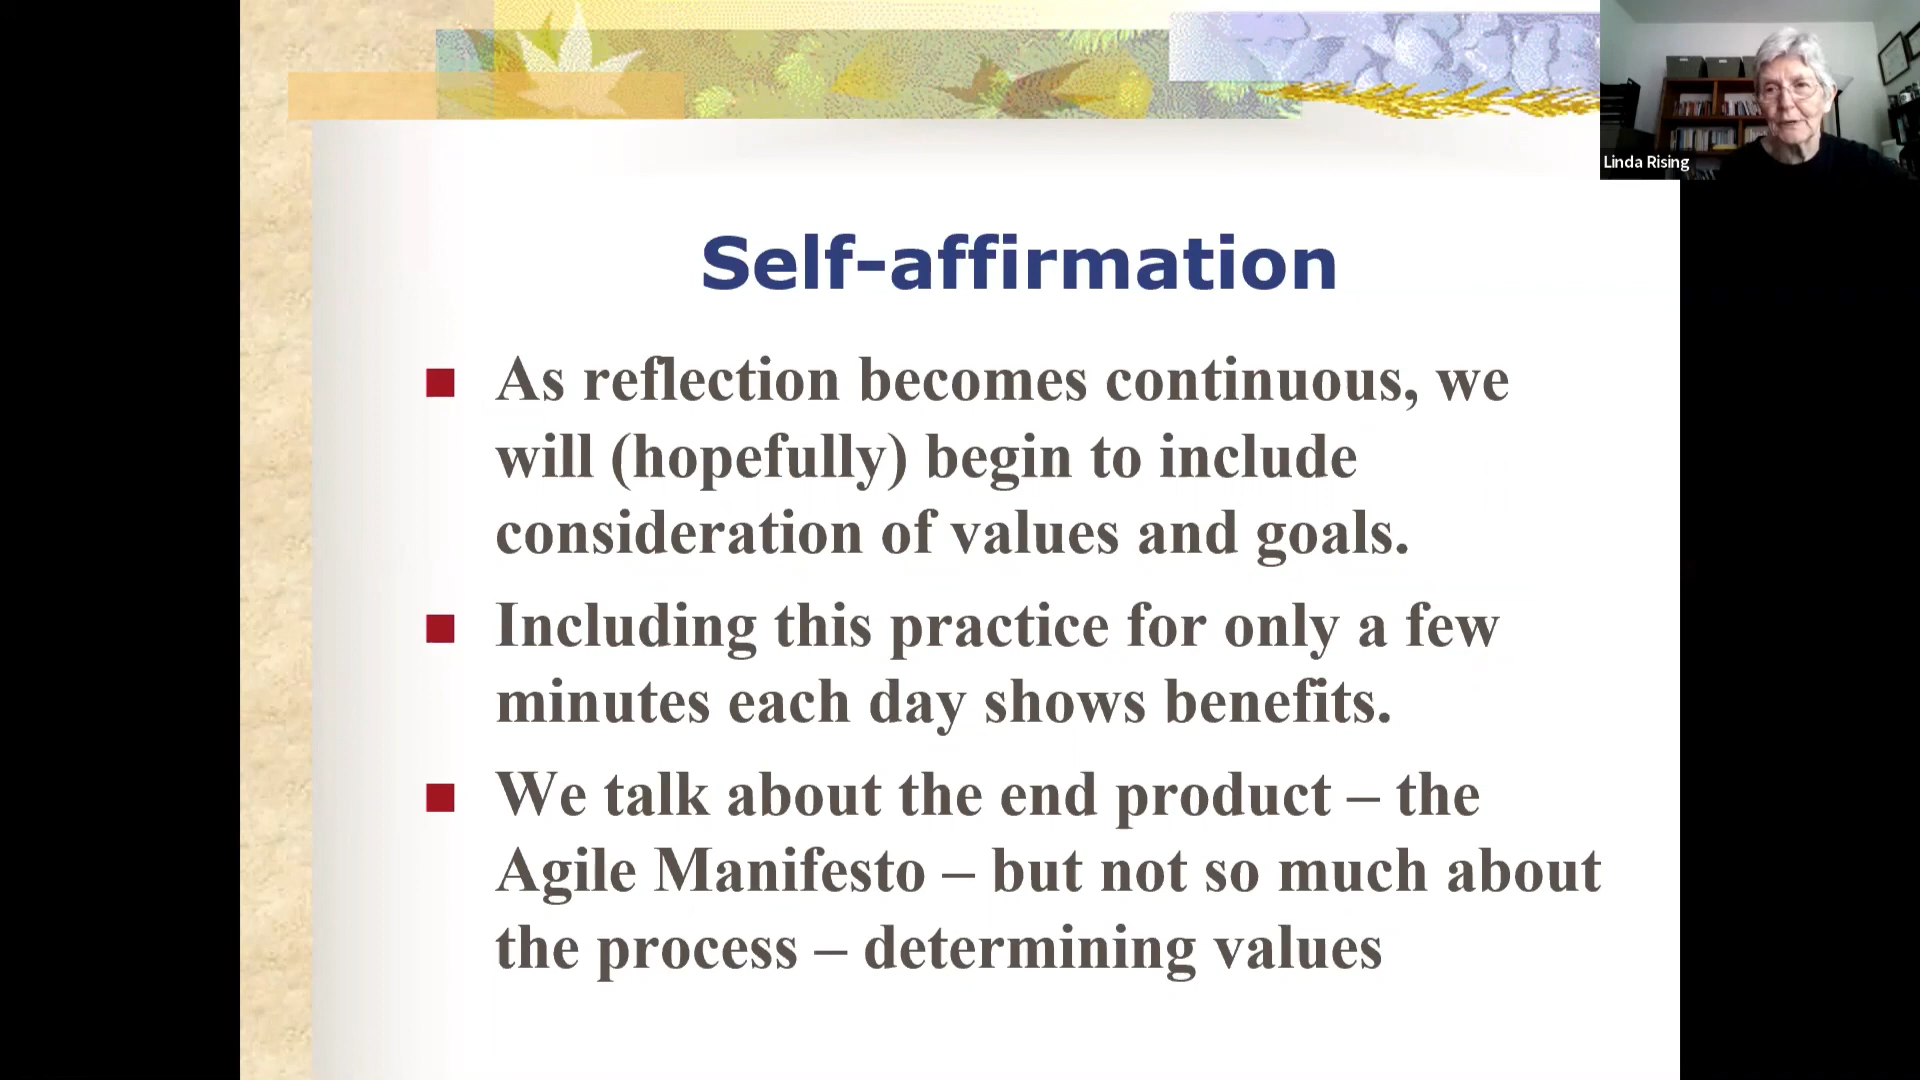 Linda Rising
Self-affirmation
As reflection becomes continuous, we
will (hopefully) begin to include
consideration of values and goals.
Including this practice for only a few
minutes each day shows benefits.
We talk about the end product – the
Agile Manifesto – but not so much about
the process – determining values